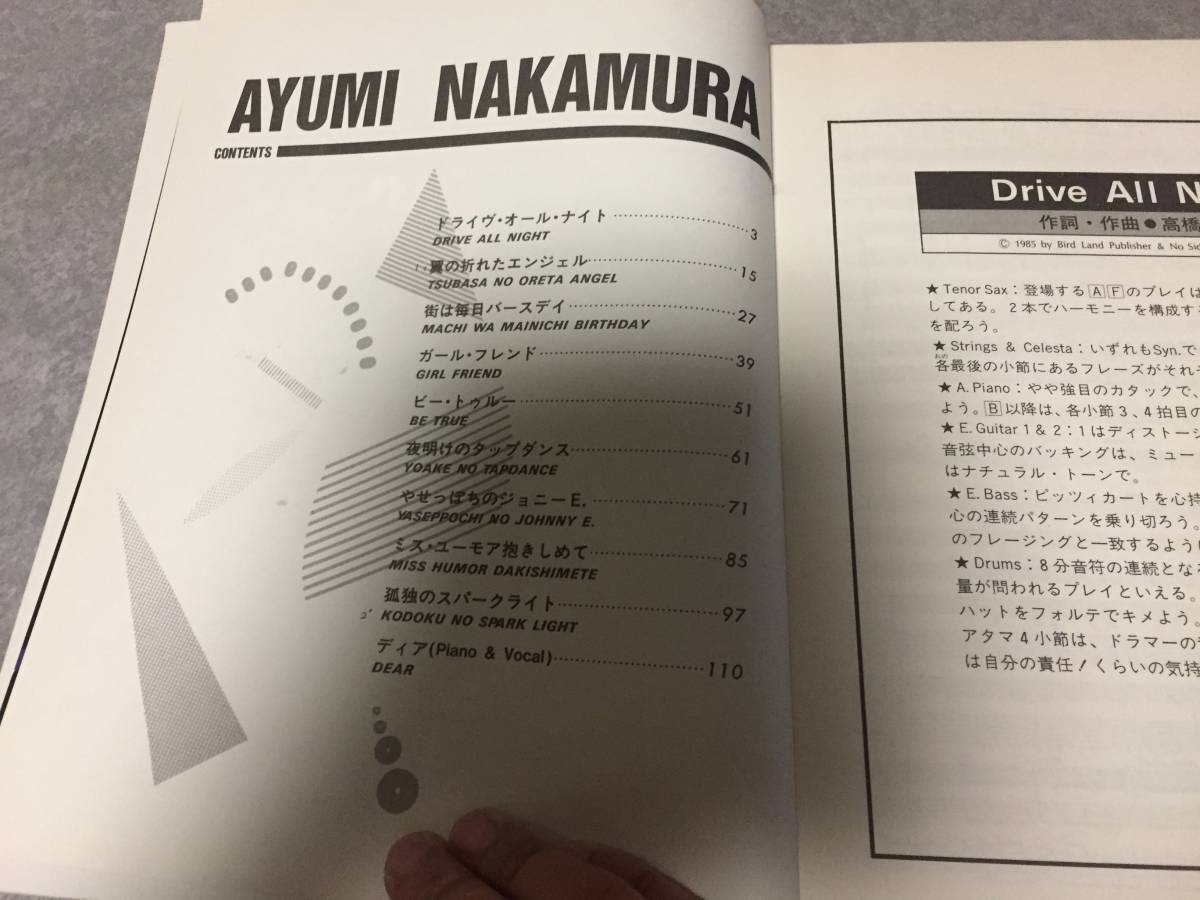 AYUMI NAKAMURA
CONTENTS
ドライヴ・オール・ナイト 3
DRIVE ALL NIGHT
翼の折れたエンジェル 15
TSUBASA NO ORETA ANGEL
街は毎日バースデイ 27
MACHI WA MAINICHI BIRTHDAY
ガール・フレンド 39
GIRL FRIEND
ビー・トゥルー 51
BE TRUE
夜明けのタップダンス 61
YOAKE NO TAPDANCE
やせっぽちのジョニーE. 71
YASEPPOCHI NO JOHNNY E.
ミス・ユーモア抱きしめて 85
MISS HUMOR DAKISHIMETE
孤独のスパークライト 97
KODOKU NO SPARK LIGHT
ディア(Piano & Vocal) 110
DEAR
Drive All N
作詞・作曲●高橋
© 1985 by Bird Land Publisher & No Sid
★Tenor Sax：登場するAFのプレイは
してある。2本でハーモニーを構成す
を配ろう。
★Strings & Celesta：いずれもSyn.で
各最後の小節にあるフレーズがそれぞ
★A.Piano：やや強目のカタックで、
よう。B以降は、各小節3、4拍目の
★E.Guitar 1 & 2：1はディストーシ
音弦中心のバッキングは、ミュー
はナチュラル・トーンで。
★E.Bass：ピッツィカートを心持
心の連続パターンを乗り切ろう。
のフレージングと一致するように
★Drums：8分音符の連続とな
量が問われるプレイといえる。
ハットをフォルテでキメよう。
アタマ4小節は、ドラマーの
は自分の責任！くらいの気持